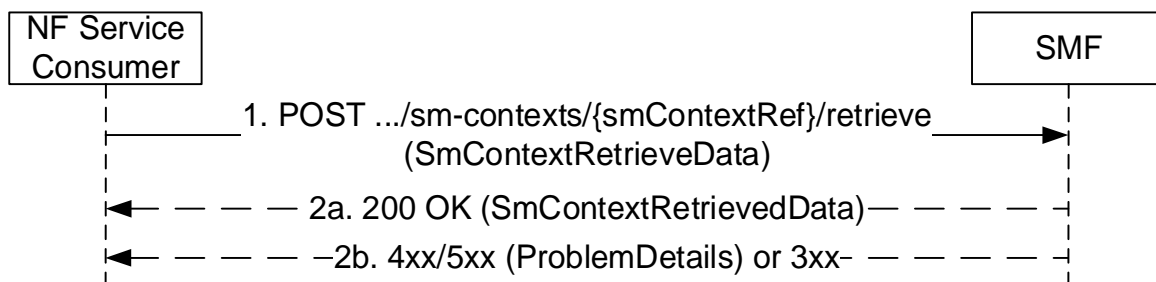 NF Service
Consumer
SMF
1. POST .../sm-contexts/{smContextRef}/retrieve
(SmContextRetrieveData)
2a. 200 OK (SmContextRetrievedData)
2b. 4xx/5xx (ProblemDetails) or 3xx